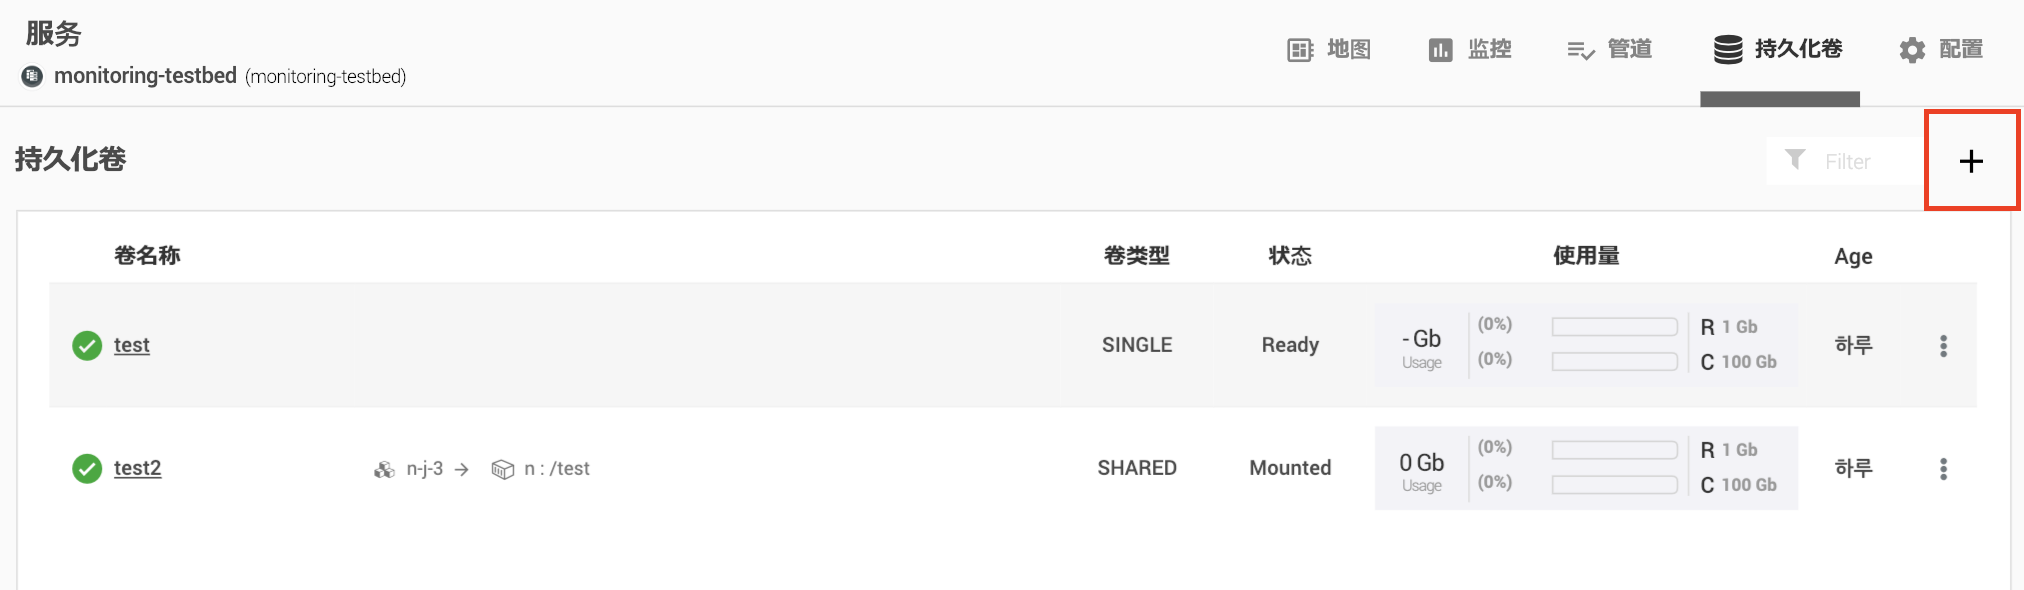 服务
monitoring-testbed (monitoring-testbed)
地图 监控 管道 持久化卷 配置
持久化卷
Filter
卷名称 卷类型 状态 使用量 Age
test SINGLE Ready - Gb Usage (0%) (0%) R 1 Gb C 100 Gb 하루
test2 n-j-3 → n : /test SHARED Mounted 0 Gb Usage (0%) (0%) R 1 Gb C 100 Gb 하루